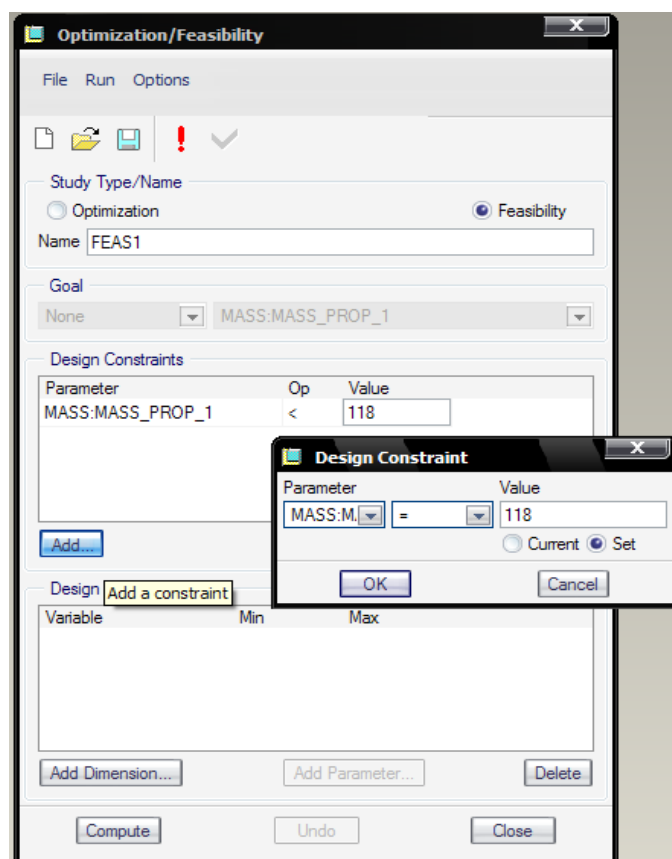 Optimization/Feasibility
File Run Options
Study Type/Name
Optimization Feasibility
Name FEAS1
Goal
None MASS:MASS_PROP_1
Design Constraints
Parameter Op Value
MASS:MASS_PROP_1 < 118
Design Constraint
Parameter Value
MASS:M. = 118
Current Set
OK Cancel
Add...
Add a constraint
Design
Variable Min Max
Add Dimension... Add Parameter... Delete
Compute Undo Close